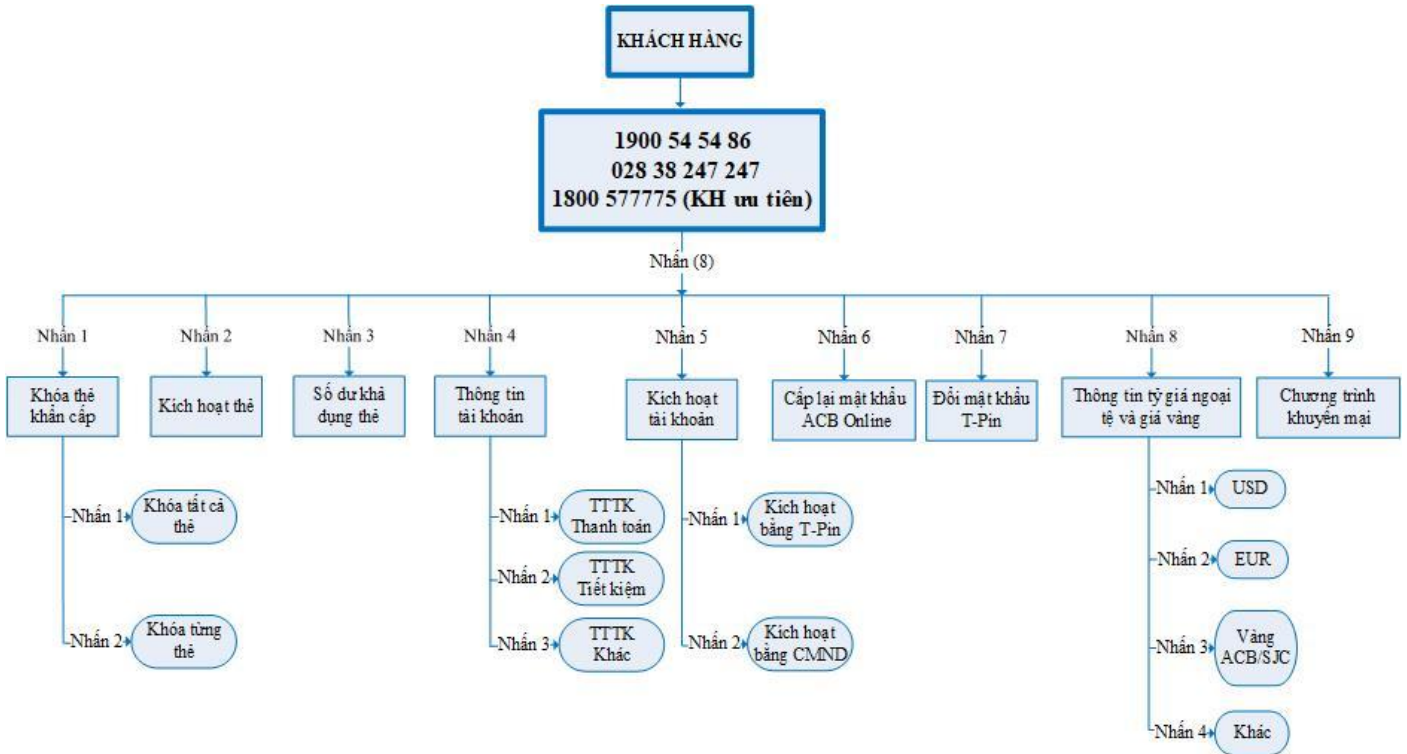 KHÁCH HÀNG
1900 54 54 86
028 38 247 247
1800 577775 (KH ưu tiên)
Nhấn (8)
Nhấn 1
Nhấn 2
Nhấn 3
Nhấn 4
Nhấn 5
Nhấn 6
Nhấn 7
Nhấn 8
Nhấn 9
Khóa thẻ
khẩn cấp
Kích hoạt thẻ
Số dư khả
dụng thẻ
Thông tin
tài khoản
Kích hoạt
tài khoản
Cấp lại mật khẩu
ACB Online
Đổi mật khẩu
T-Pin
Thông tin tỷ giá ngoại
tệ và giá vàng
Chương trình
khuyến mại
Nhấn 1
Khóa tất cả
thẻ
Nhấn 2
Khóa từng
thẻ
Nhấn 1
TTTK
Thanh toán
Nhấn 2
TTTK
Tiết kiệm
Nhấn 3
TTTK
Khác
Nhấn 1
Kích hoạt
bằng T-Pin
Nhấn 2
Kích hoạt
bằng CMND
Nhấn 1
USD
Nhấn 2
EUR
Nhấn 3
Vàng
ACB/SJC
Nhấn 4
Khác